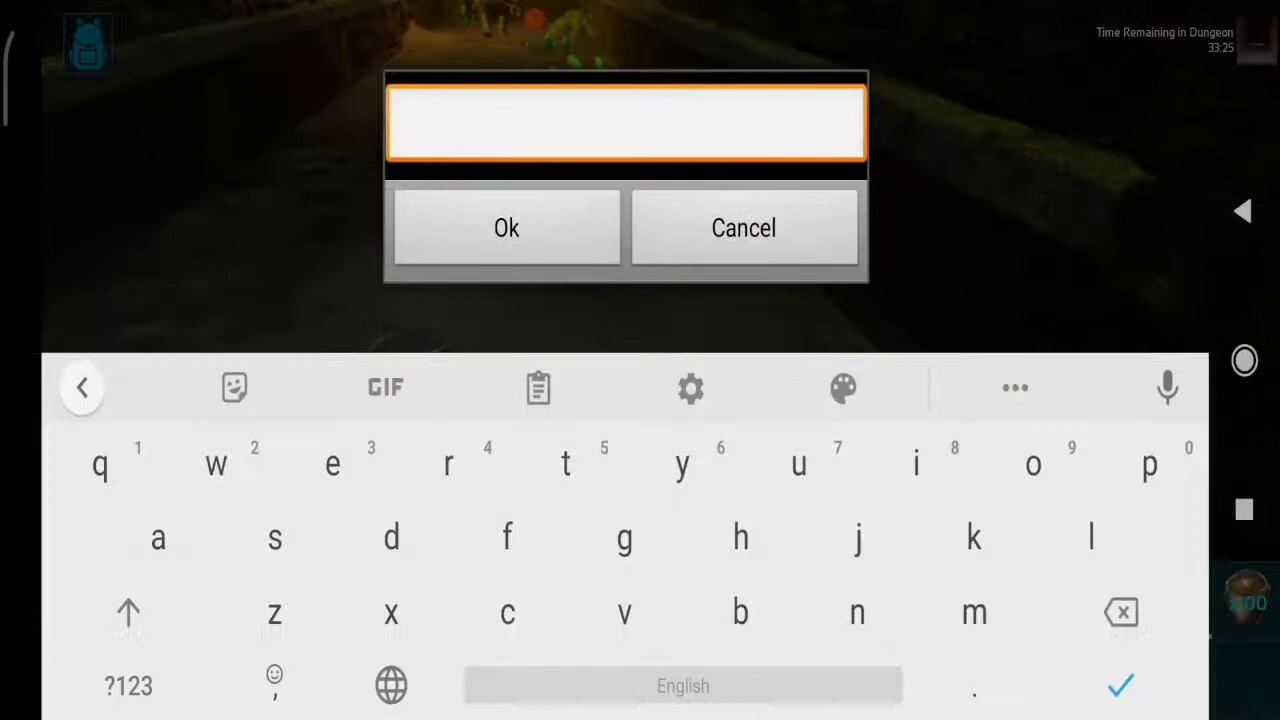 Time Remaining in Dungeon
33:25
Ok
Cancel
GIF
1 2 3 4 5 6 7 8 9 0
q w e r t y u i o p
a s d f g h j k l
z x c v b n m
?123 , English .
x100